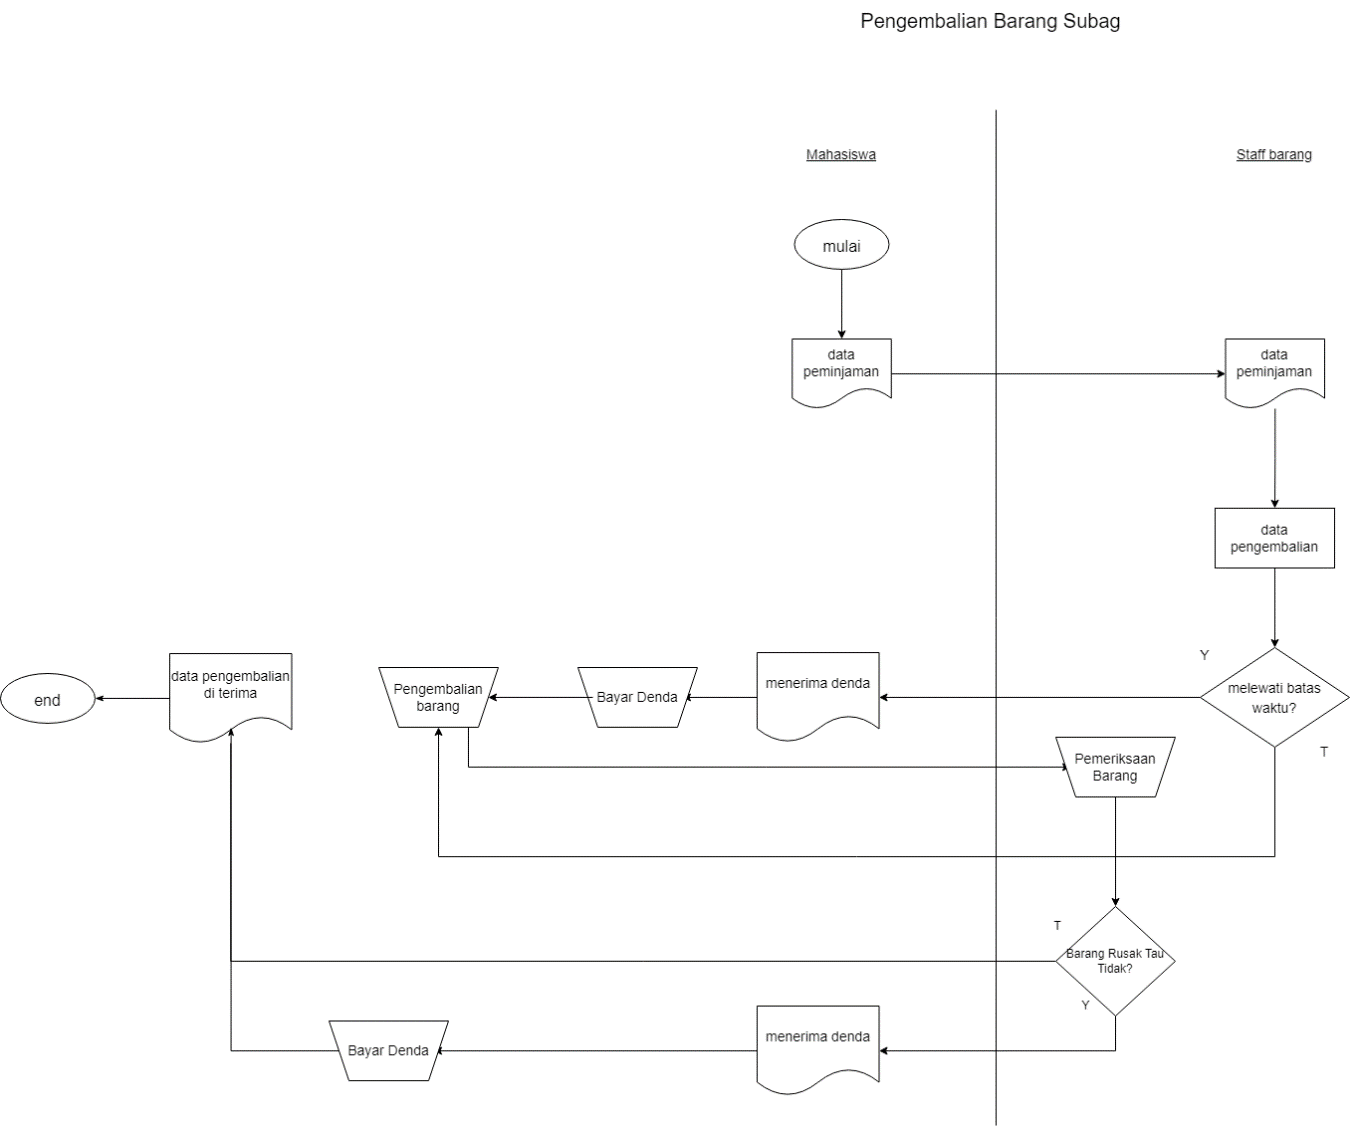 Pengembalian Barang Subag
Mahasiswa
Staff barang
mulai
data
peminjaman
data
peminjaman
data
pengembalian
Y
melewati batas
waktu?
T
menerima denda
Bayar Denda
Pengembalian
barang
data pengembalian
di terima
end
Pemeriksaan
Barang
T
Barang Rusak Tau
Tidak?
Y
menerima denda
Bayar Denda